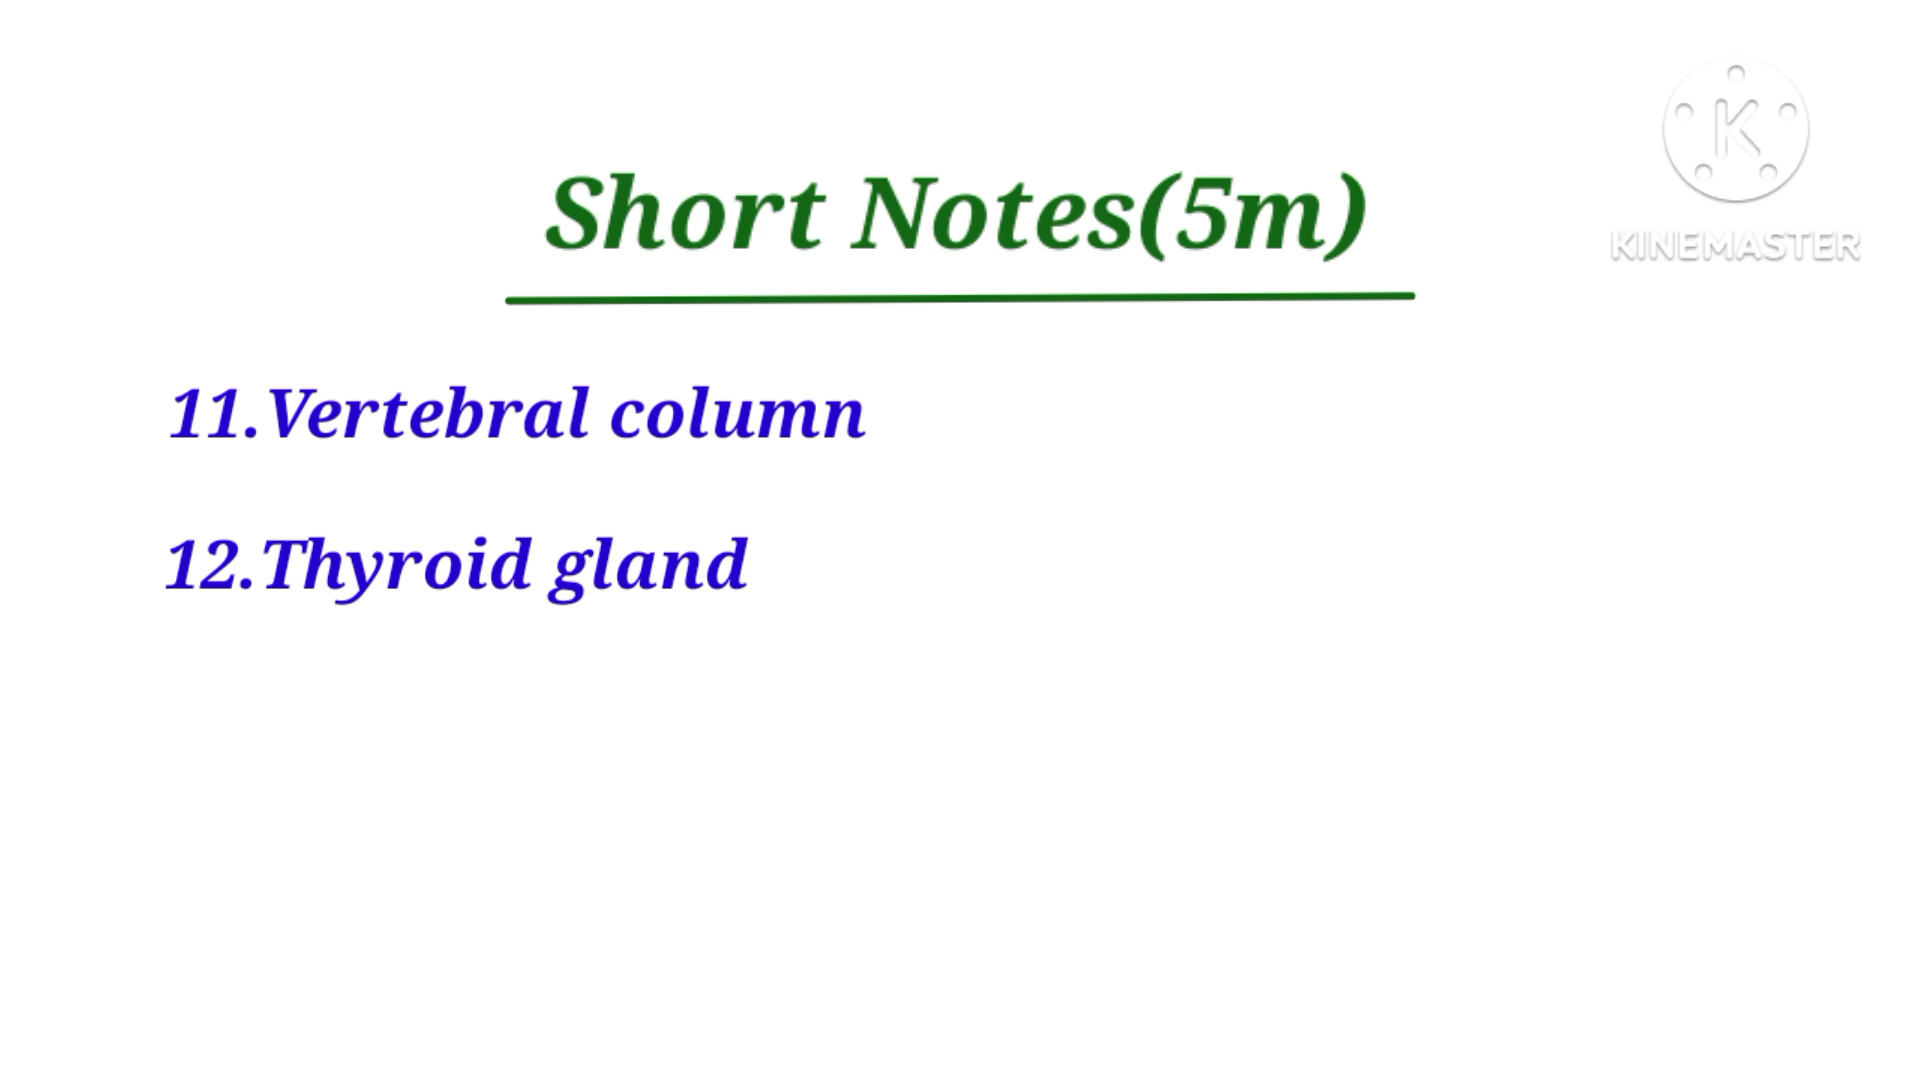 Short Notes(5m)
K
KINEMASTER
11.Vertebral column
12.Thyroid gland